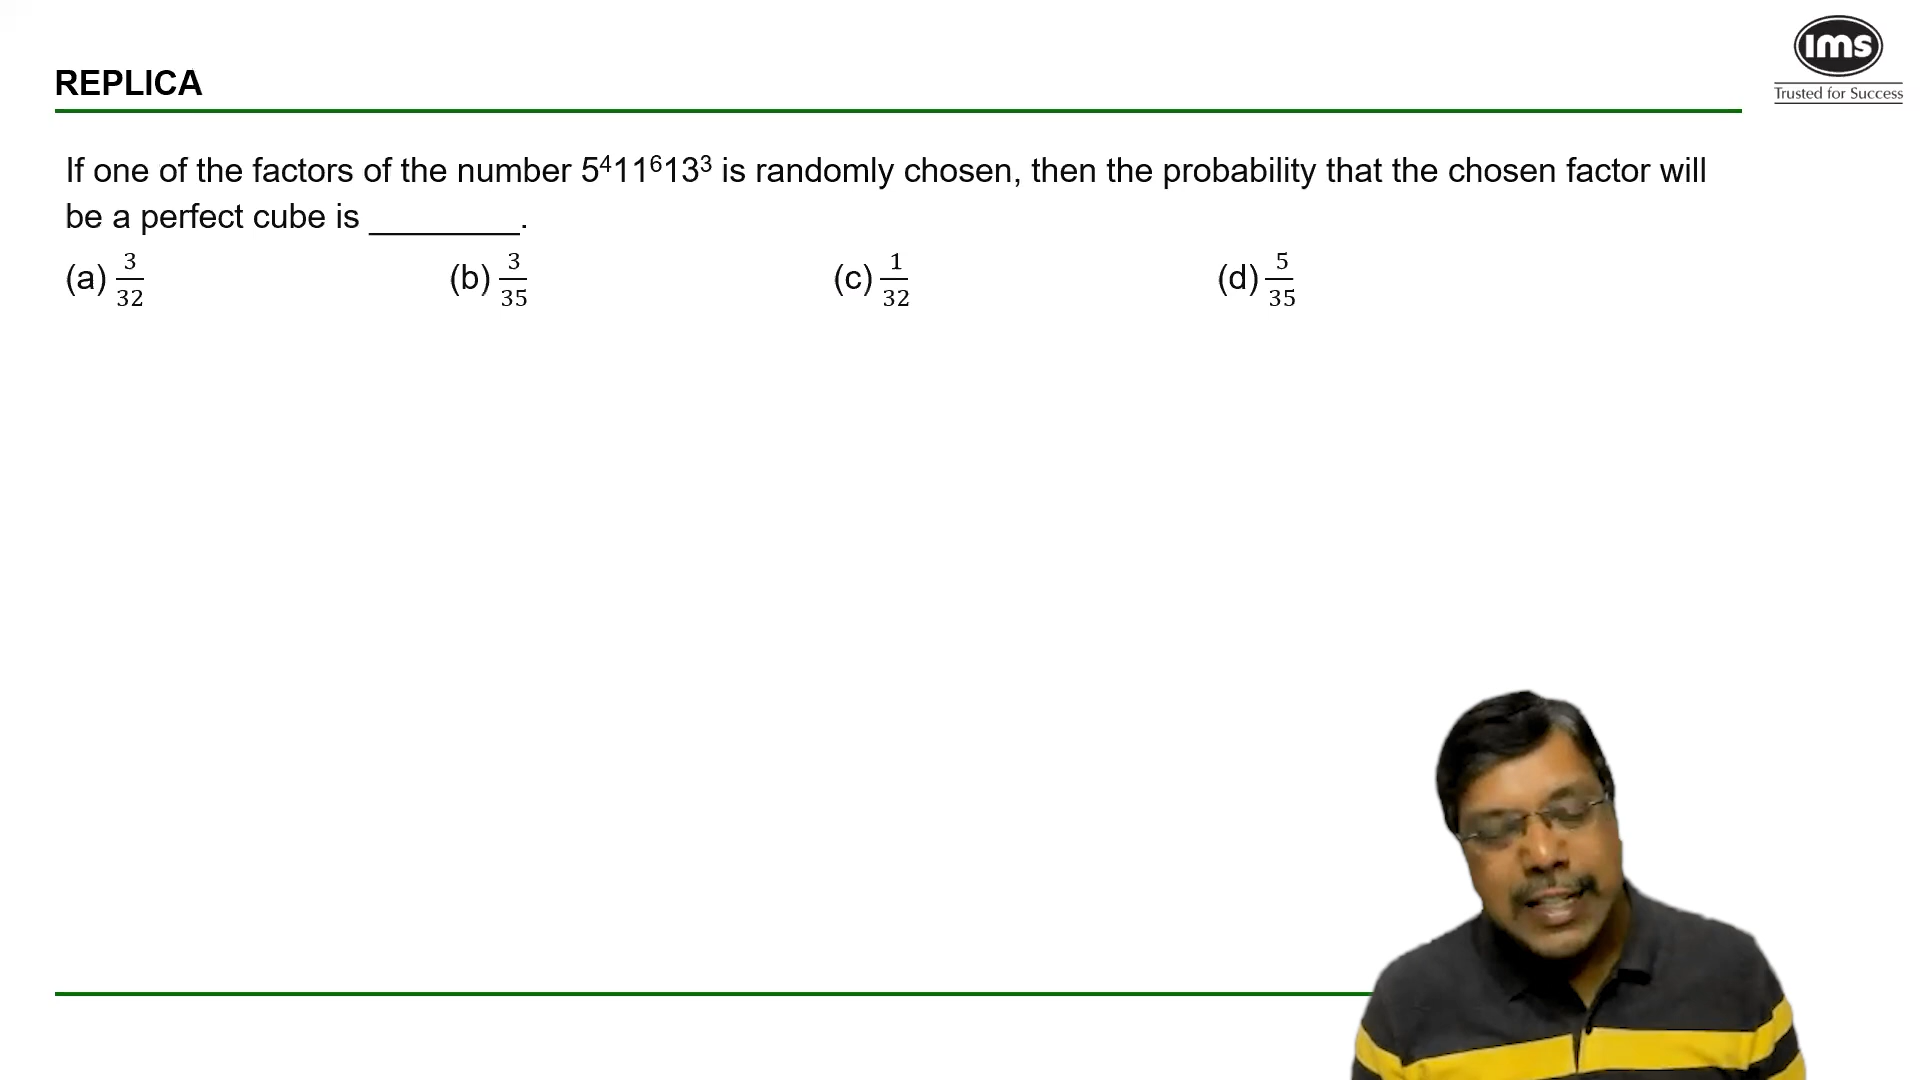 ims
Trusted for Success
REPLICA
If one of the factors of the number 5⁴11⁶13³ is randomly chosen, then the probability that the chosen factor will
be a perfect cube is ________.
(a) 3/32 (b) 3/35 (c) 1/32 (d) 5/35